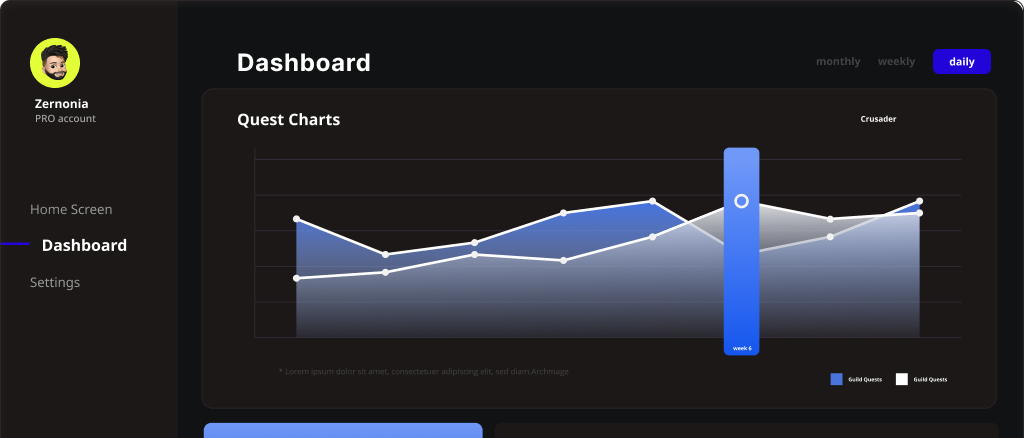 Zernonia
PRO account
Home Screen
Dashboard
Settings
Dashboard
monthly
weekly
daily
Quest Charts
Crusader
week 6
* Lorem ipsum dolor sit amet, consectetuer adipiscing elit, sed diam.Archmage
Guild Quests
Guild Quests